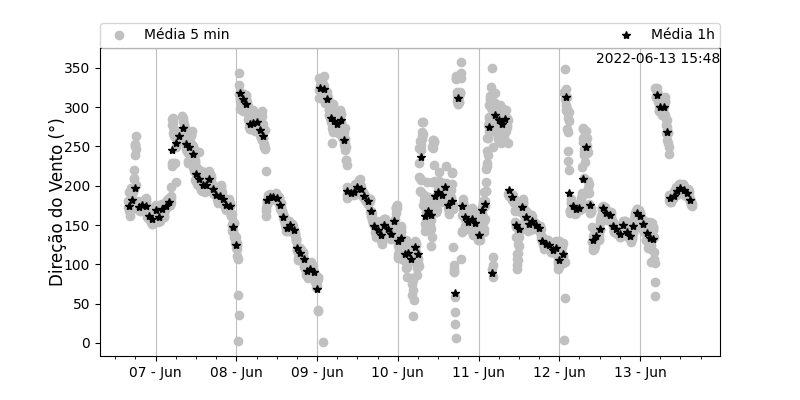 Média 5 min
Média 1h
2022-06-13 15:48
Direção do Vento (°)
350
300
250
200
150
100
50
0
07 - Jun
08 - Jun
09 - Jun
10 - Jun
11 - Jun
12 - Jun
13 - Jun